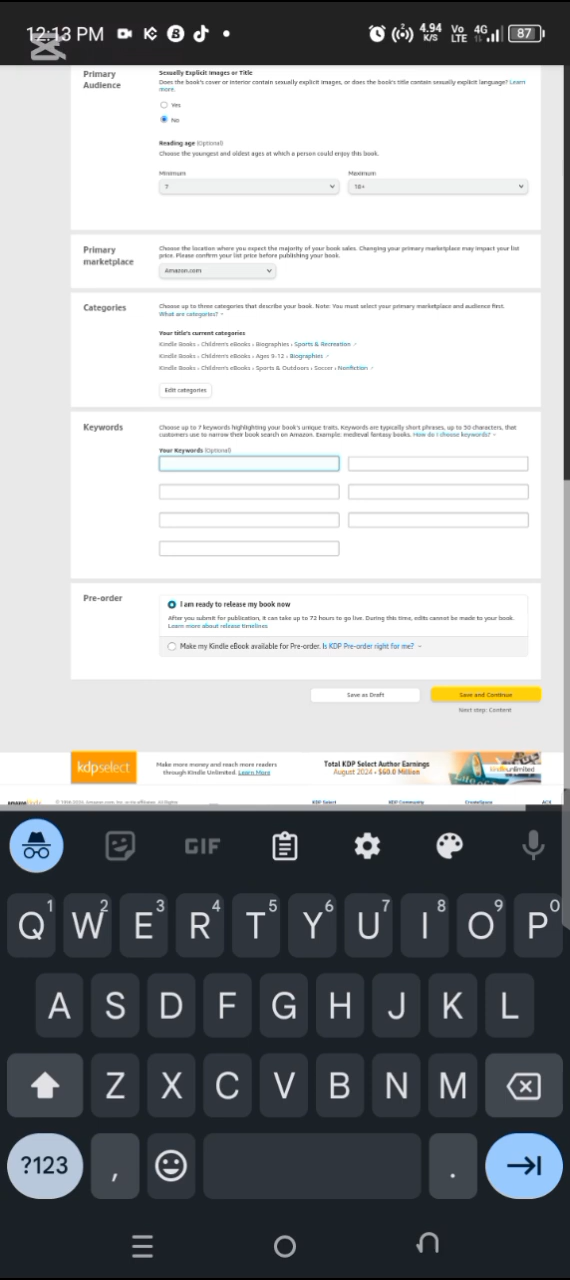 12:13 PM
4.94 K/S Vo LTE 4G 87
Primary Audience
Sexually Explicit Images or Title
Does the book's cover or interior contain sexually explicit images, or does the book's title contain sexually explicit language? Learn more.
Yes
No
Reading age (Optional)
Choose the youngest and oldest ages at which a person could enjoy this book.
Minimum Maximum
7 18+
Primary marketplace
Choose the location where you expect the majority of your book sales. Changing your primary marketplace may impact your list price. Please confirm your list price before publishing your book.
Amazon.com
Categories
Choose up to three categories that describe your book. Note: You must select your primary marketplace and audience first.
What are categories?
Your title's current categories
Kindle Books › Children's eBooks › Biographies › Sports & Recreation
Kindle Books › Children's eBooks › Ages 9-12 › Biographies
Kindle Books › Children's eBooks › Sports & Outdoors › Soccer › Nonfiction
Edit categories
Keywords
Choose up to 7 keywords highlighting your book's unique traits. Keywords are typically short phrases, up to 50 characters, that
customers use to narrow their book search on Amazon. Example: medieval fantasy books. How do I choose keywords?
Your Keywords (Optional)
Pre-order
I am ready to release my book now
After you submit for publication, it can take up to 72 hours to go live. During this time, edits cannot be made to your book.
Learn more about release timelines
Make my Kindle eBook available for Pre-order. Is KDP Pre-order right for me?
Save as Draft Save and Continue
Next step: Content
kdpselect
Make more money and reach more readers
through Kindle Unlimited. Learn More
Total KDP Select Author Earnings
August 2024 • $60.0 Million
kindleunlimited
KDP Select KDP Community CreateSpace ACX
GIF
Q1 W2 E3 R4 T5 Y6 U7 I8 O9 P0
A S D F G H J K L
Z X C V B N M
?123 , .